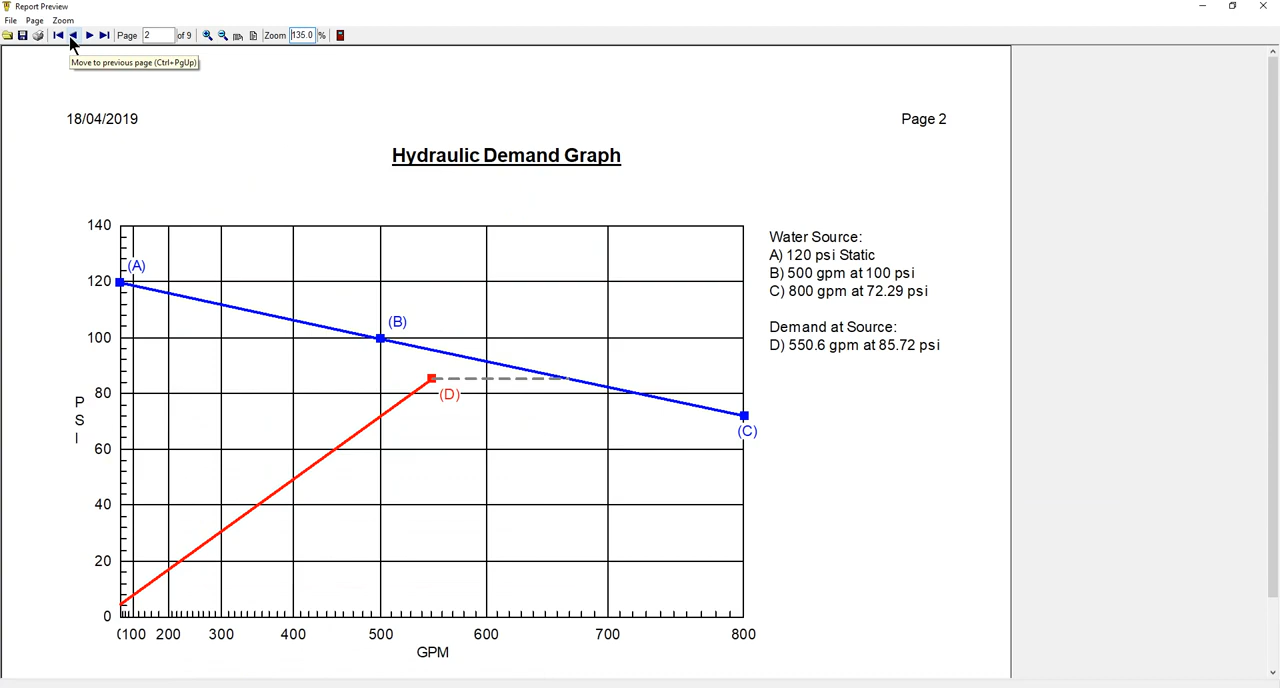 Report Preview
File Page Zoom
Page 2 of 9 Zoom 135.0 %
Move to previous page (Ctrl+PgUp)
18/04/2019 Page 2
Hydraulic Demand Graph
140
120
100
80
60
40
20
0
P
S
I
(A)
(B)
(C)
(D)
(100 200 300 400 500 600 700 800
GPM
Water Source:
A) 120 psi Static
B) 500 gpm at 100 psi
C) 800 gpm at 72.29 psi
Demand at Source:
D) 550.6 gpm at 85.72 psi